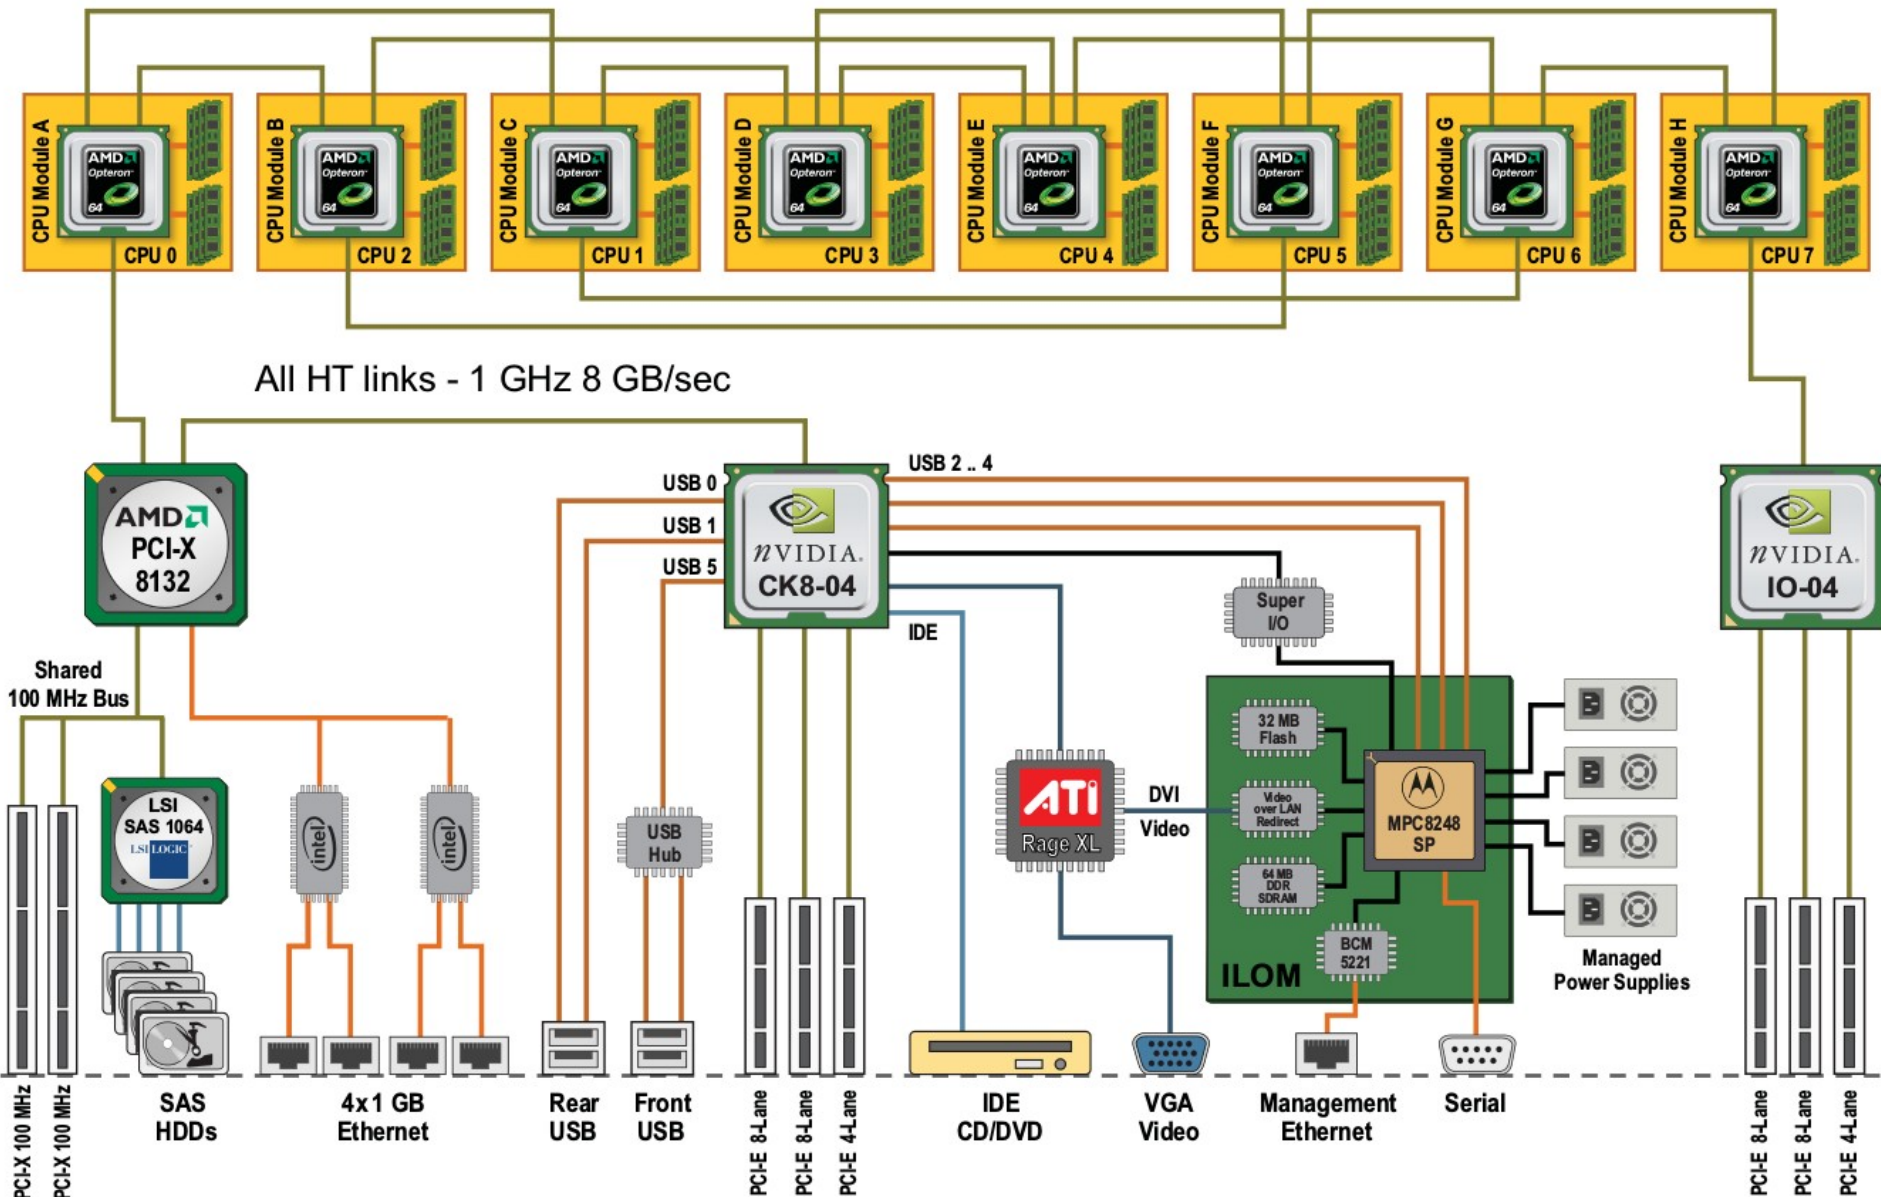 CPU Module A
AMD
Opteron
64
CPU 0
CPU Module B
AMD
Opteron
64
CPU 2
CPU Module C
AMD
Opteron
64
CPU 1
CPU Module D
AMD
Opteron
64
CPU 3
CPU Module E
AMD
Opteron
64
CPU 4
CPU Module F
AMD
Opteron
64
CPU 5
CPU Module G
AMD
Opteron
64
CPU 6
CPU Module H
AMD
Opteron
64
CPU 7
All HT links - 1 GHz 8 GB/sec
AMD
PCI-X
8132
USB 0
USB 1
USB 5
nVIDIA.
CK8-04
USB 2 .. 4
IDE
nVIDIA.
IO-04
Super
I/O
Shared
100 MHz Bus
LSI
SAS 1064
LSI LOGIC
intel
intel
USB
Hub
ATi
Rage XL
DVI
Video
32 MB
Flash
Video
over LAN
Redirect
64 MB
DDR
SDRAM
MPC8248
SP
BCM
5221
ILOM
Managed
Power Supplies
PCI-X 100 MHz
PCI-X 100 MHz
SAS
HDDs
4x1 GB
Ethernet
Rear
USB
Front
USB
PCI-E 8-Lane
PCI-E 8-Lane
PCI-E 4-Lane
IDE
CD/DVD
VGA
Video
Management
Ethernet
Serial
PCI-E 8-Lane
PCI-E 8-Lane
PCI-E 4-Lane